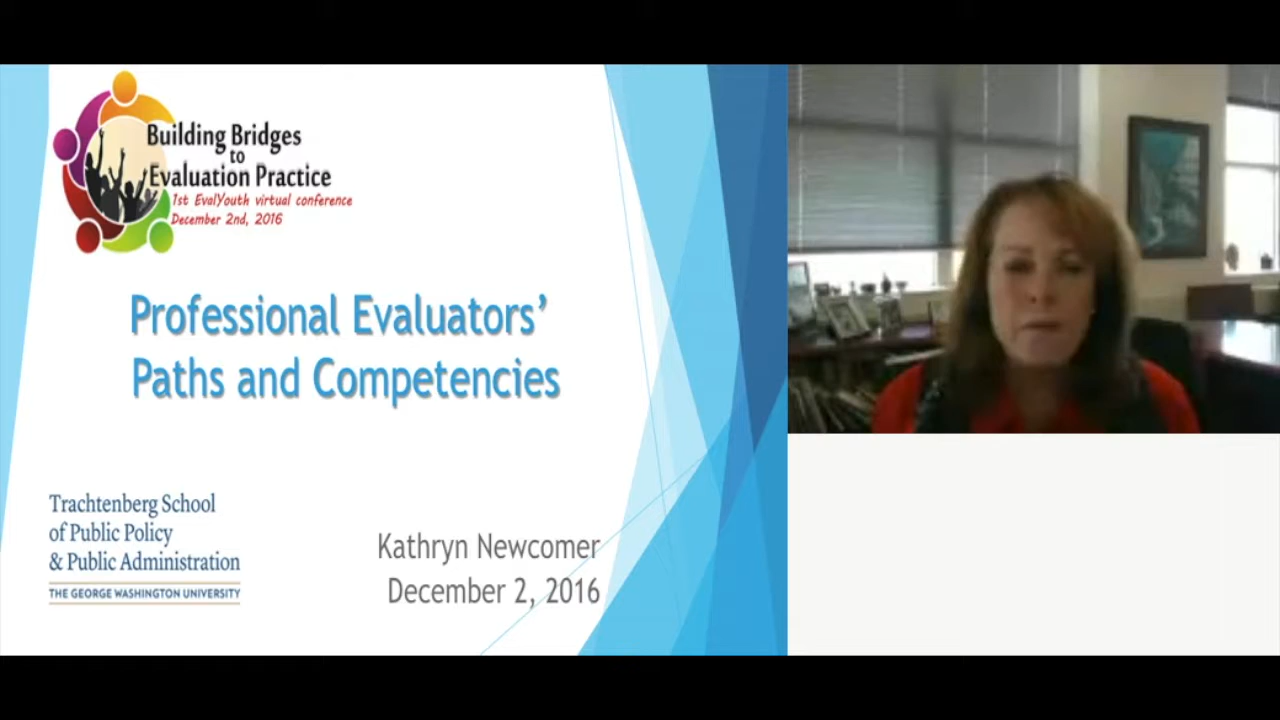 Building Bridges
to
Evaluation Practice
1st EvalYouth virtual conference
December 2nd, 2016
Professional Evaluators’
Paths and Competencies
Trachtenberg School
of Public Policy
& Public Administration
THE GEORGE WASHINGTON UNIVERSITY
Kathryn Newcomer
December 2, 2016